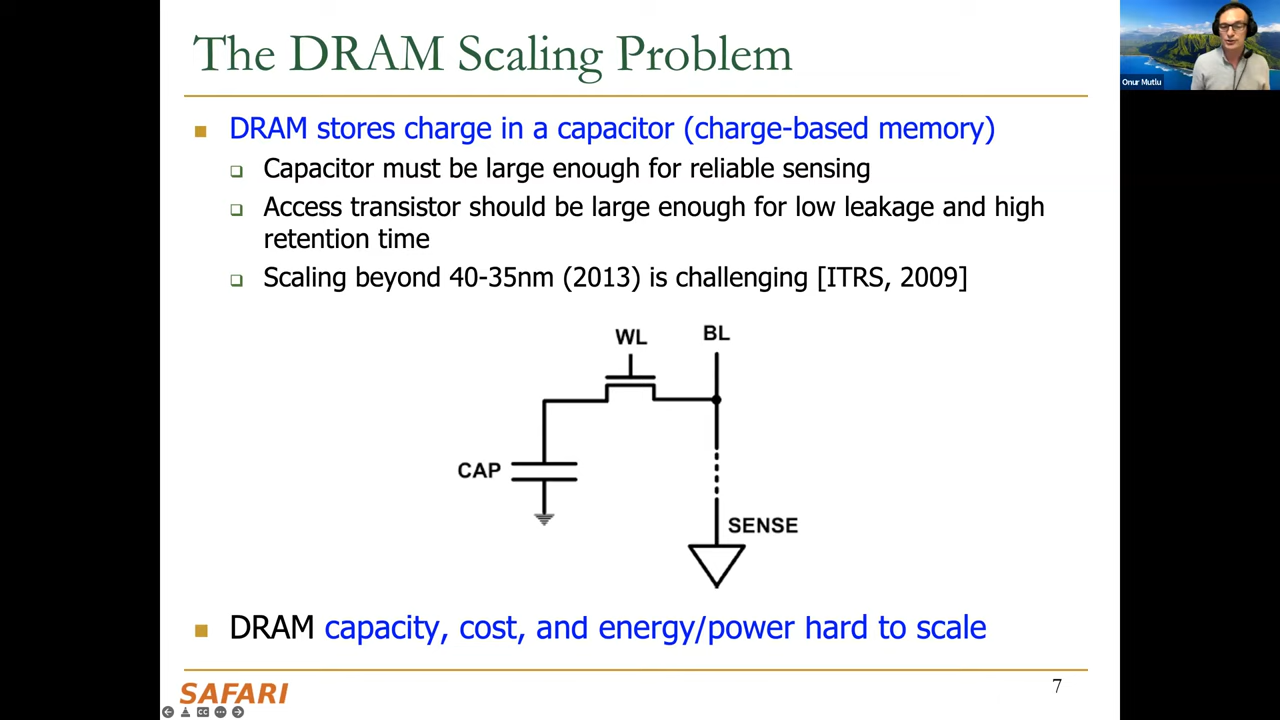 The DRAM Scaling Problem
Onur Mutlu
DRAM stores charge in a capacitor (charge-based memory)
Capacitor must be large enough for reliable sensing
Access transistor should be large enough for low leakage and high
retention time
Scaling beyond 40-35nm (2013) is challenging [ITRS, 2009]
WL
BL
CAP
SENSE
DRAM capacity, cost, and energy/power hard to scale
SAFARI
7
CC